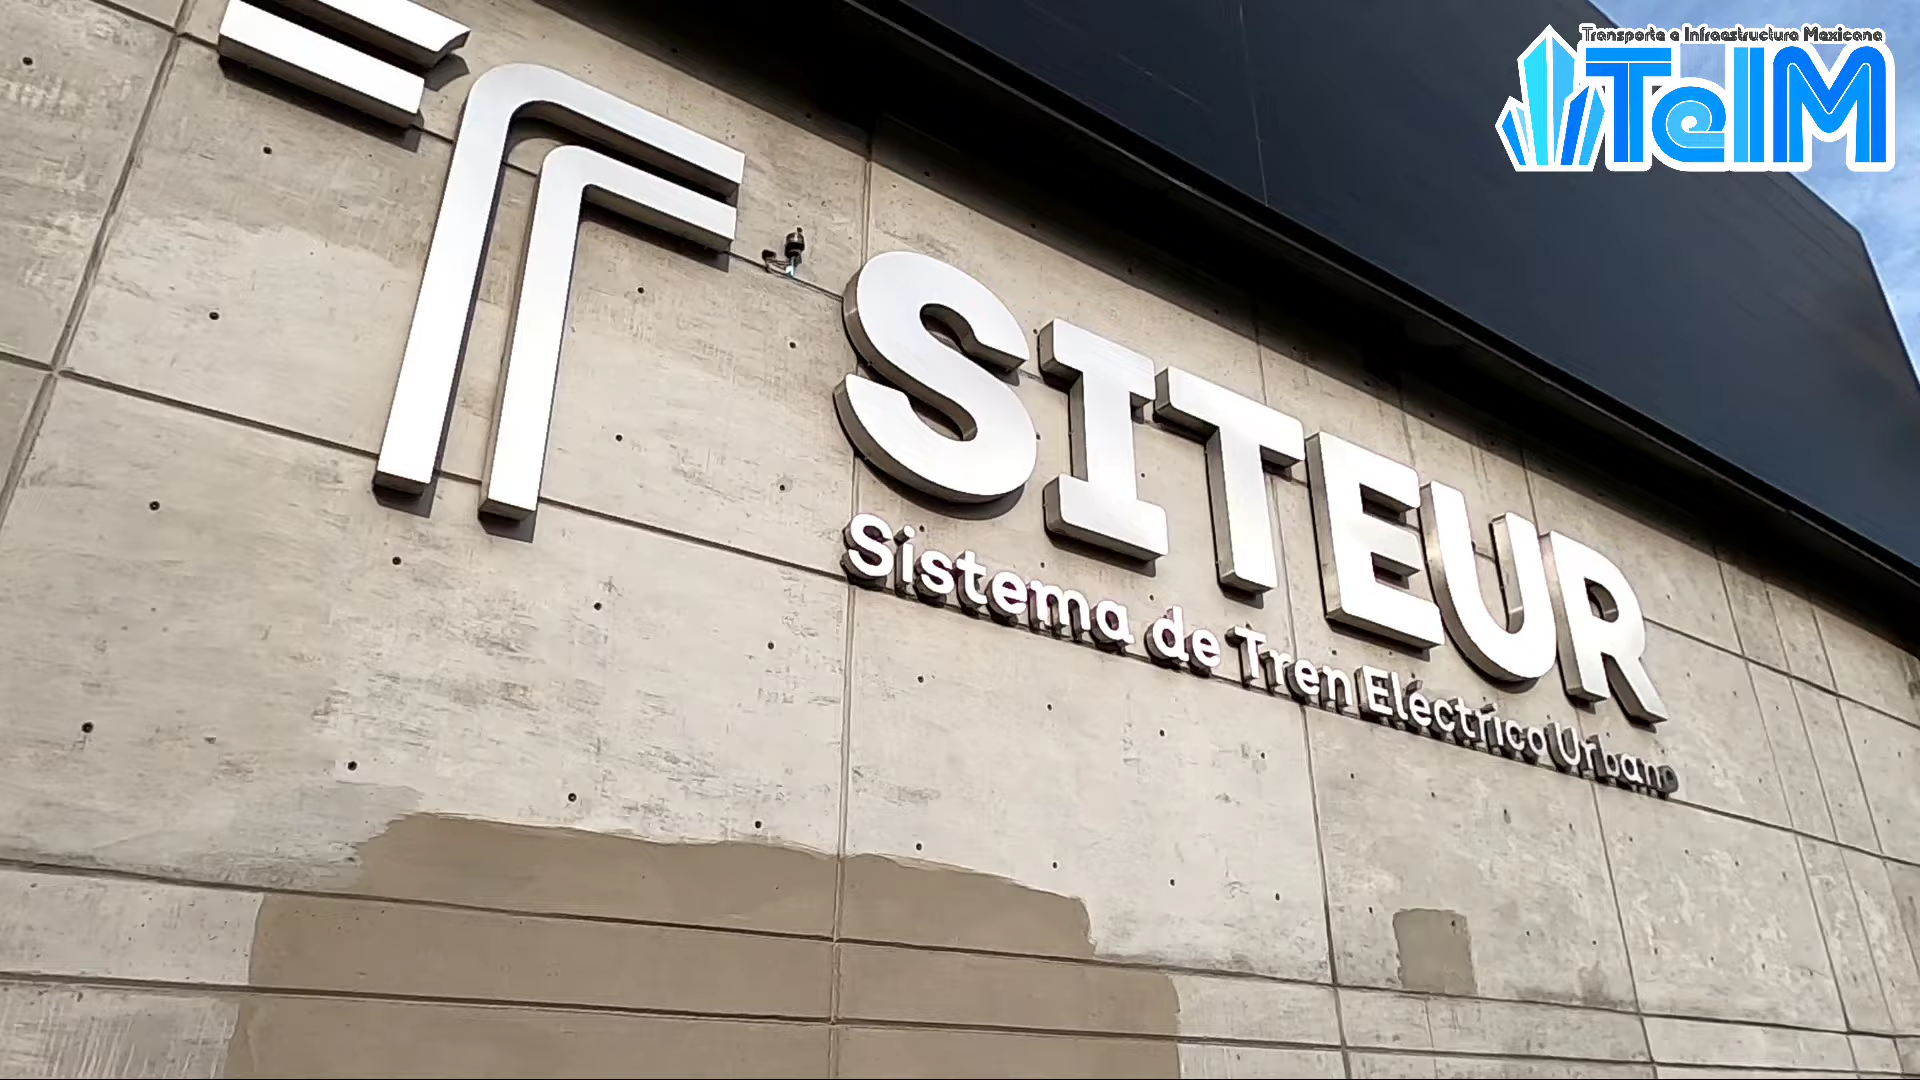 Transporte e Infraestructura Mexicana
TeIM
SITEUR
Sistema de Tren Eléctrico Urbano